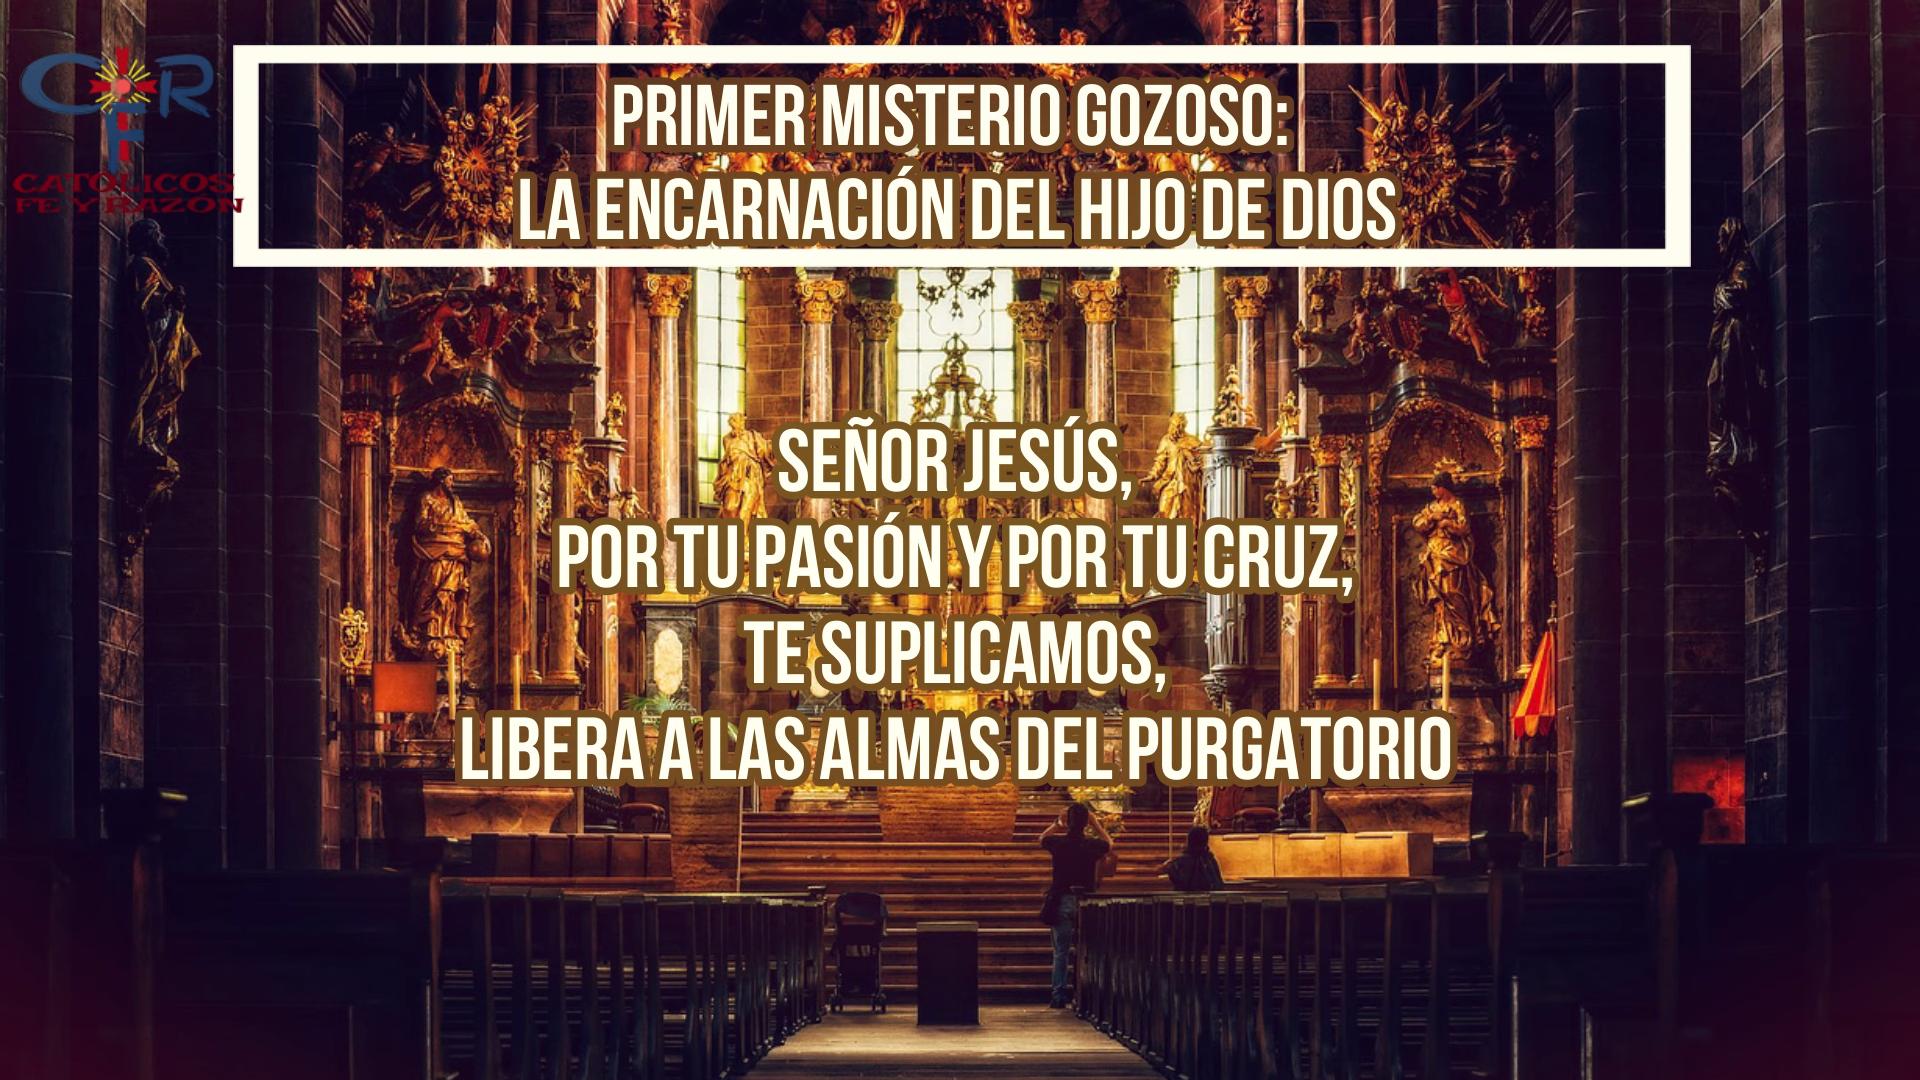 CFR
CATÓLICOS
FE Y RAZÓN
PRIMER MISTERIO GOZOSO:
LA ENCARNACIÓN DEL HIJO DE DIOS
SEÑOR JESÚS,
POR TU PASIÓN Y POR TU CRUZ,
TE SUPLICAMOS,
LIBERA A LAS ALMAS DEL PURGATORIO